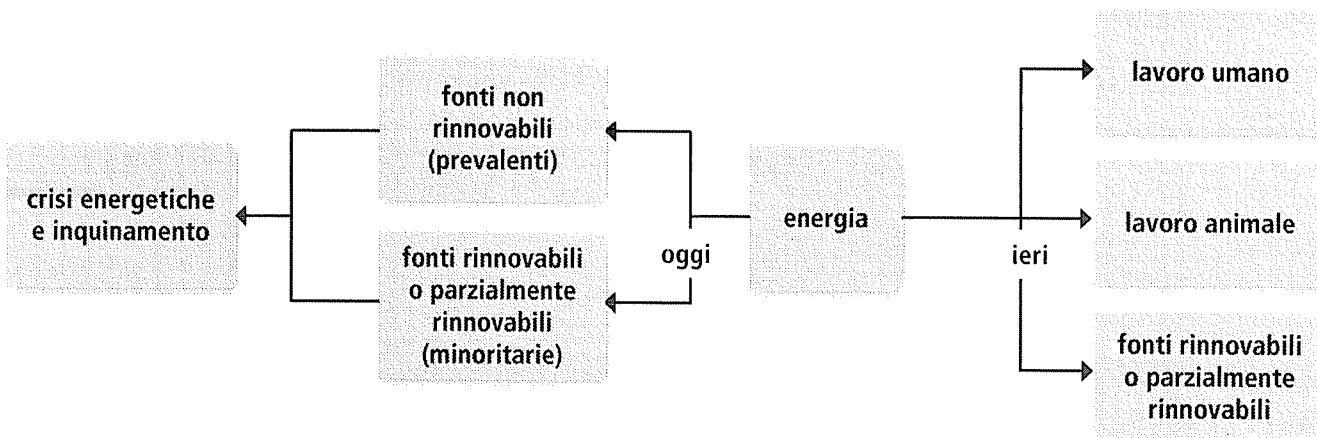 crisi energetiche
e inquinamento
fonti non
rinnovabili
(prevalenti)
fonti rinnovabili
o parzialmente
rinnovabili
(minoritarie)
oggi
energia
ieri
lavoro umano
lavoro animale
fonti rinnovabili
o parzialmente
rinnovabili